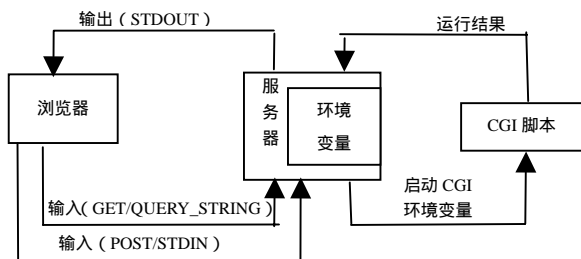 输出（STDOUT）
运行结果
浏览器
服务器
环境
变量
CGI 脚本
启动 CGI
环境变量
输入（GET/QUERY_STRING）
输入（POST/STDIN）